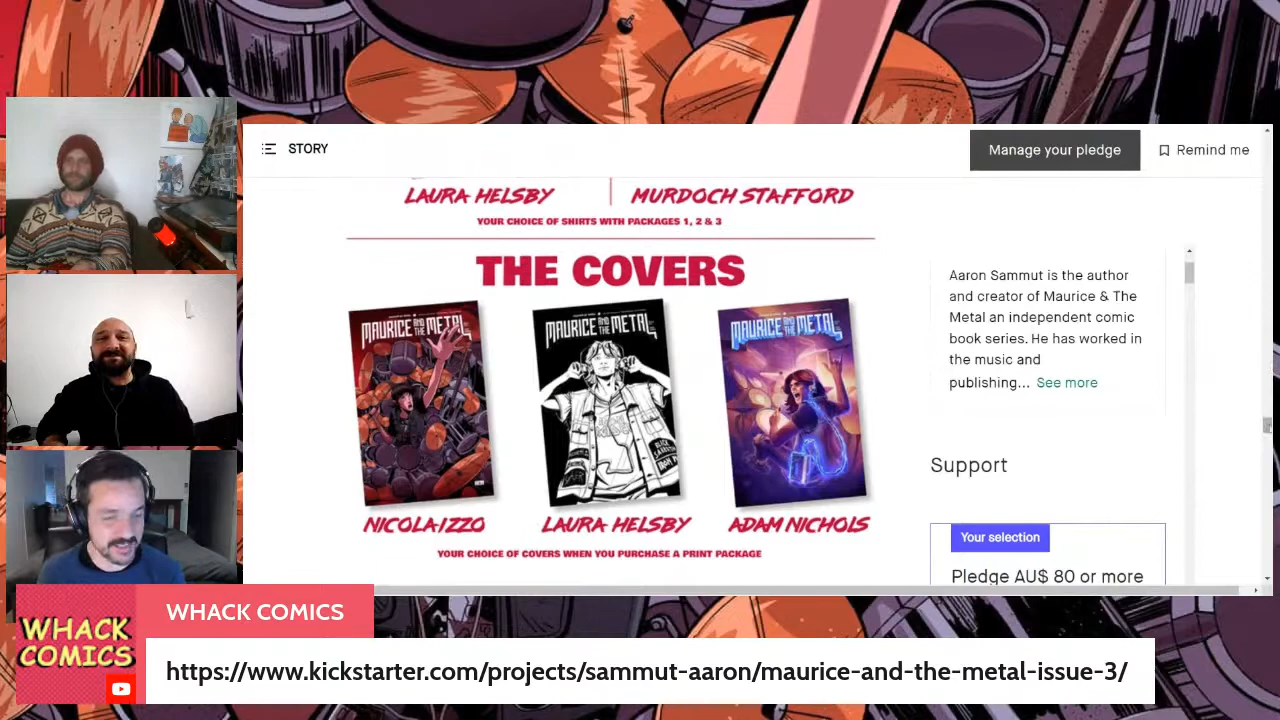 STORY
Manage your pledge
Remind me
LAURA HELSBY
MURDOCH STAFFORD
YOUR CHOICE OF SHIRTS WITH PACKAGES 1, 2 & 3
THE COVERS
MAURICE AND THE METAL
MAURICE AND THE METAL
MAURICE AND THE METAL
NICOLA IZZO
LAURA HELSBY
ADAM NICHOLS
YOUR CHOICE OF COVERS WHEN YOU PURCHASE A PRINT PACKAGE
Aaron Sammut is the author
and creator of Maurice & The
Metal an independent comic
book series. He has worked in
the music and
publishing... See more
Support
Your selection
Pledge AU$ 80 or more
WHACK COMICS
WHACK
COMICS
https://www.kickstarter.com/projects/sammut-aaron/maurice-and-the-metal-issue-3/